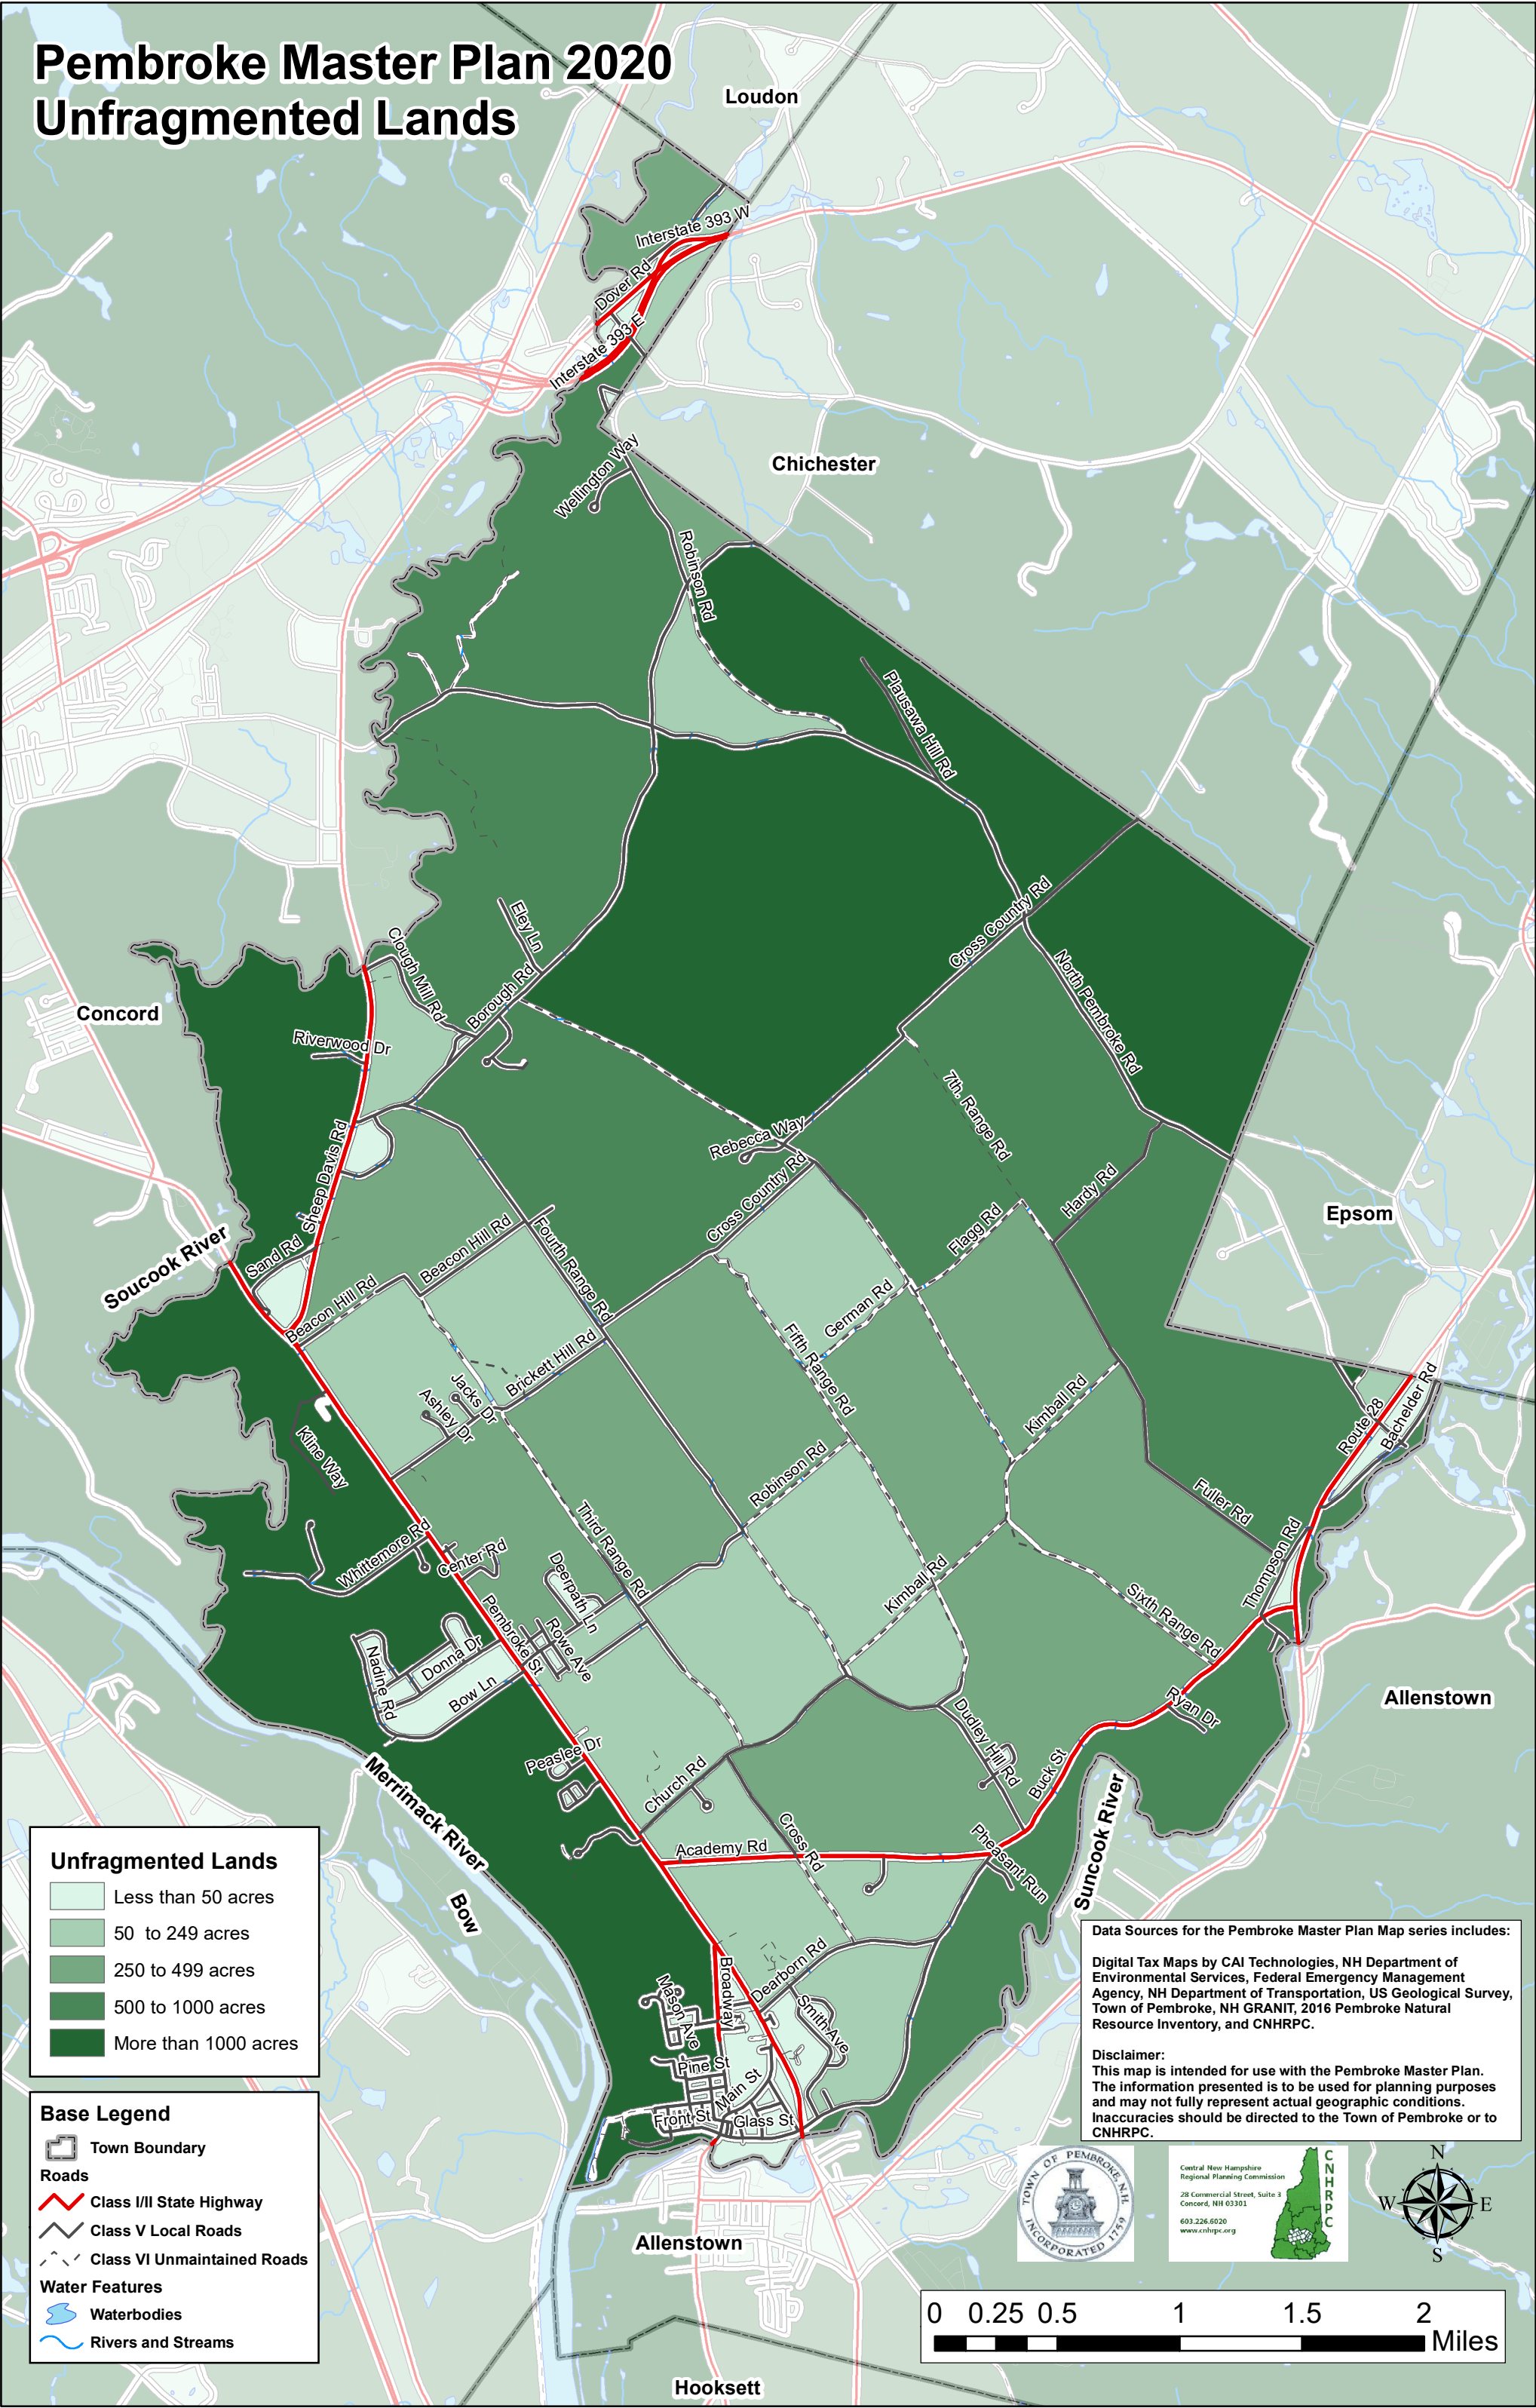 Pembroke Master Plan 2020
Unfragmented Lands
Loudon
Interstate 393 W
Dover Rd
Interstate 393 E
Chichester
Wellington Way
Robinson Rd
Plausawa Hill Rd
Cross Country Rd
Eley Ln
Clough Mill Rd
Borough Rd
North Pembroke Rd
Concord
Riverwood Dr
7th. Range Rd
Rebecca Way
Sheep Davis Rd
Hardy Rd
Cross Country Rd
Epsom
Soucook River
Sand Rd
Beacon Hill Rd
Beacon Hill Rd
Fourth Range Rd
Flagg Rd
German Rd
Fifth Range Rd
Brickett Hill Rd
Jacks Dr
Ashley Dr
Kimball Rd
Route 28
Bachelder Rd
Kline Way
Robinson Rd
Fuller Rd
Third Range Rd
Thompson Rd
Whittemore Rd
Center Rd
Deerpath Ln
Kimball Rd
Sixth Range Rd
Pembroke St
Rowe Ave
Donna Dr
Nadine Rd
Bow Ln
Ryan Dr
Allenstown
Dudley Hill Rd
Peaslee Dr
Buck St
Church Rd
Merrimack River
Suncook River
Cross Rd
Academy Rd
Pheasant Run
Bow
Broadway
Dearborn Rd
Mason Ave
Smith Ave
Pine St
Main St
Front St
Glass St
Allenstown
Hooksett
Unfragmented Lands
Less than 50 acres
50 to 249 acres
250 to 499 acres
500 to 1000 acres
More than 1000 acres
Base Legend
Town Boundary
Roads
Class I/II State Highway
Class V Local Roads
Class VI Unmaintained Roads
Water Features
Waterbodies
Rivers and Streams
Data Sources for the Pembroke Master Plan Map series includes:
Digital Tax Maps by CAI Technologies, NH Department of
Environmental Services, Federal Emergency Management
Agency, NH Department of Transportation, US Geological Survey,
Town of Pembroke, NH GRANIT, 2016 Pembroke Natural
Resource Inventory, and CNHRPC.
Disclaimer:
This map is intended for use with the Pembroke Master Plan.
The information presented is to be used for planning purposes
and may not fully represent actual geographic conditions.
Inaccuracies should be directed to the Town of Pembroke or to
CNHRPC.
TOWN OF PEMBROKE, N.H.
INCORPORATED 1759
Central New Hampshire
Regional Planning Commission
28 Commercial Street, Suite 3
Concord, NH 03301
603.226.6020
www.cnhrpc.org
CNHRPC
N
W
E
S
0 0.25 0.5 1 1.5 2
Miles